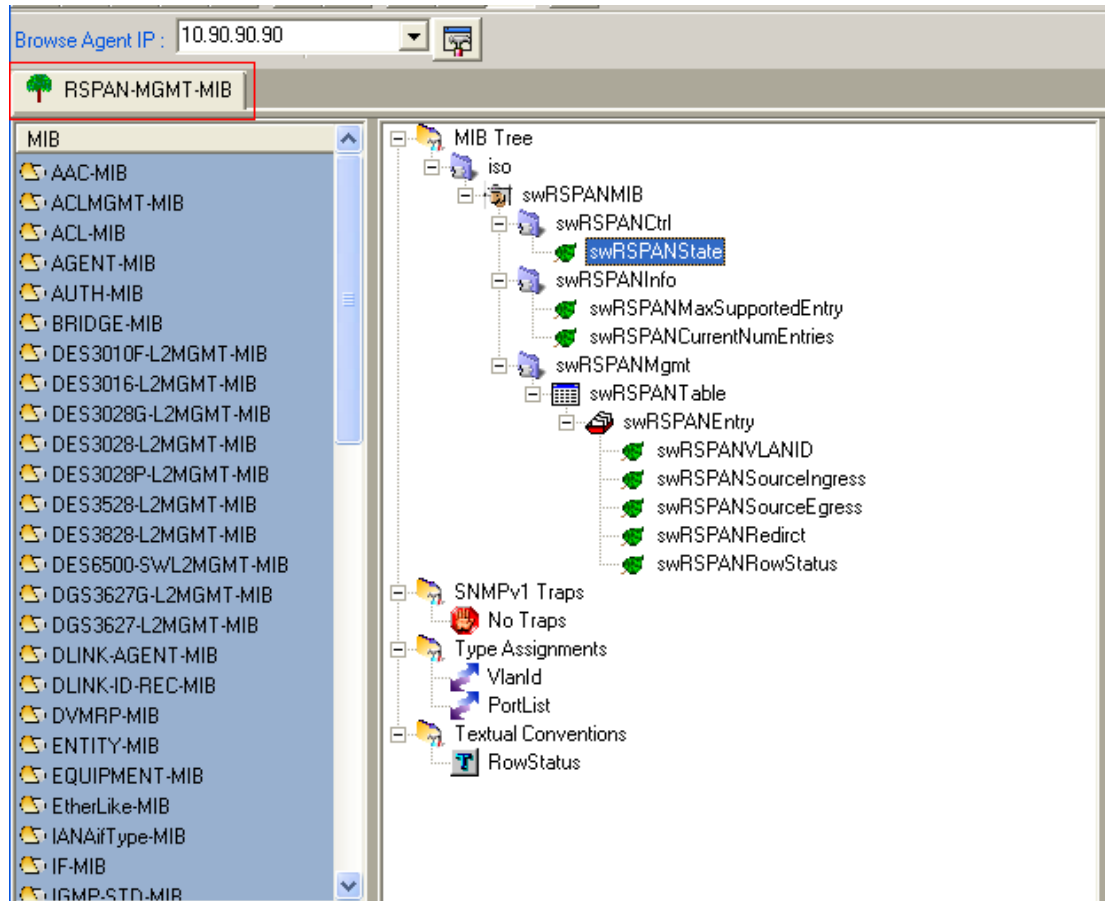 Browse Agent IP : 10.90.90.90
RSPAN-MGMT-MIB
MIB
AAC-MIB
ACLMGMT-MIB
ACL-MIB
AGENT-MIB
AUTH-MIB
BRIDGE-MIB
DES3010F-L2MGMT-MIB
DES3016-L2MGMT-MIB
DES3028G-L2MGMT-MIB
DES3028-L2MGMT-MIB
DES3028P-L2MGMT-MIB
DES3528-L2MGMT-MIB
DES3828-L2MGMT-MIB
DES6500-SWL2MGMT-MIB
DGS3627G-L2MGMT-MIB
DGS3627-L2MGMT-MIB
DLINK-AGENT-MIB
DLINK-ID-REC-MIB
DVMRP-MIB
ENTITY-MIB
EQUIPMENT-MIB
EtherLike-MIB
IANAifType-MIB
IF-MIB
IGMP-STD-MIB
MIB Tree
iso
swRSPANMIB
swRSPANCtrl
swRSPANState
swRSPANInfo
swRSPANMaxSupportedEntry
swRSPANCurrentNumEntries
swRSPANMgmt
swRSPANTable
swRSPANEntry
swRSPANVLANID
swRSPANSourceIngress
swRSPANSourceEgress
swRSPANRedirct
swRSPANRowStatus
SNMPv1 Traps
No Traps
Type Assignments
VlanId
PortList
Textual Conventions
RowStatus